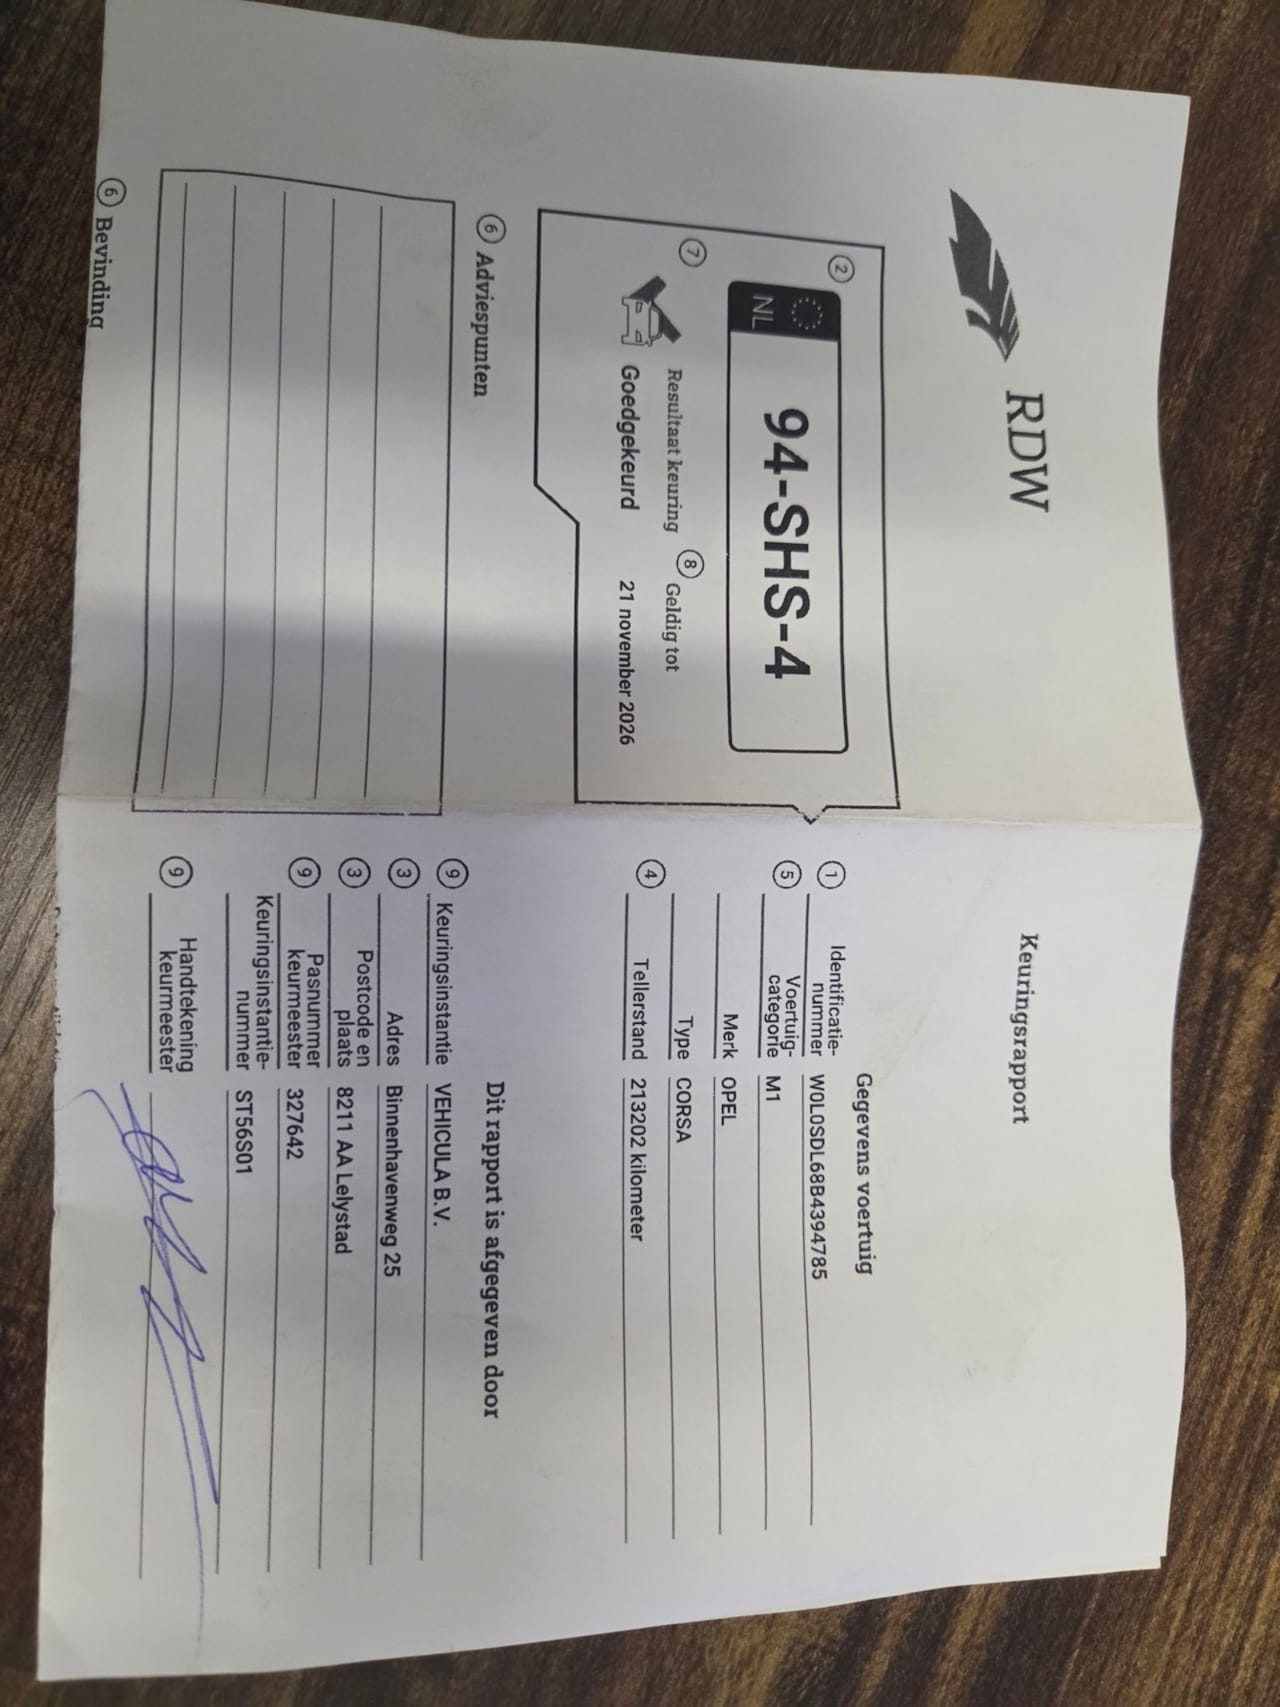 RDW
Keuringsrapport
2
NL
94-SHS-4
7 Resultaat keuring
8 Geldig tot
Goedgekeurd
21 november 2026
6 Adviespunten
6 Bevinding
Gegevens voertuig
1 Identificatie-
nummer W0L0SDL68B4394785
5 Voertuig-
categorie M1
Merk OPEL
Type CORSA
4 Tellerstand 213202 kilometer
Dit rapport is afgegeven door
9 Keuringsinstantie VEHICULA B.V.
3 Adres Binnenhavenweg 25
3 Postcode en
plaats 8211 AA Lelystad
9 Pasnummer
keurmeester 327642
Keuringsinstantie-
nummer ST56S01
9 Handtekening
keurmeester